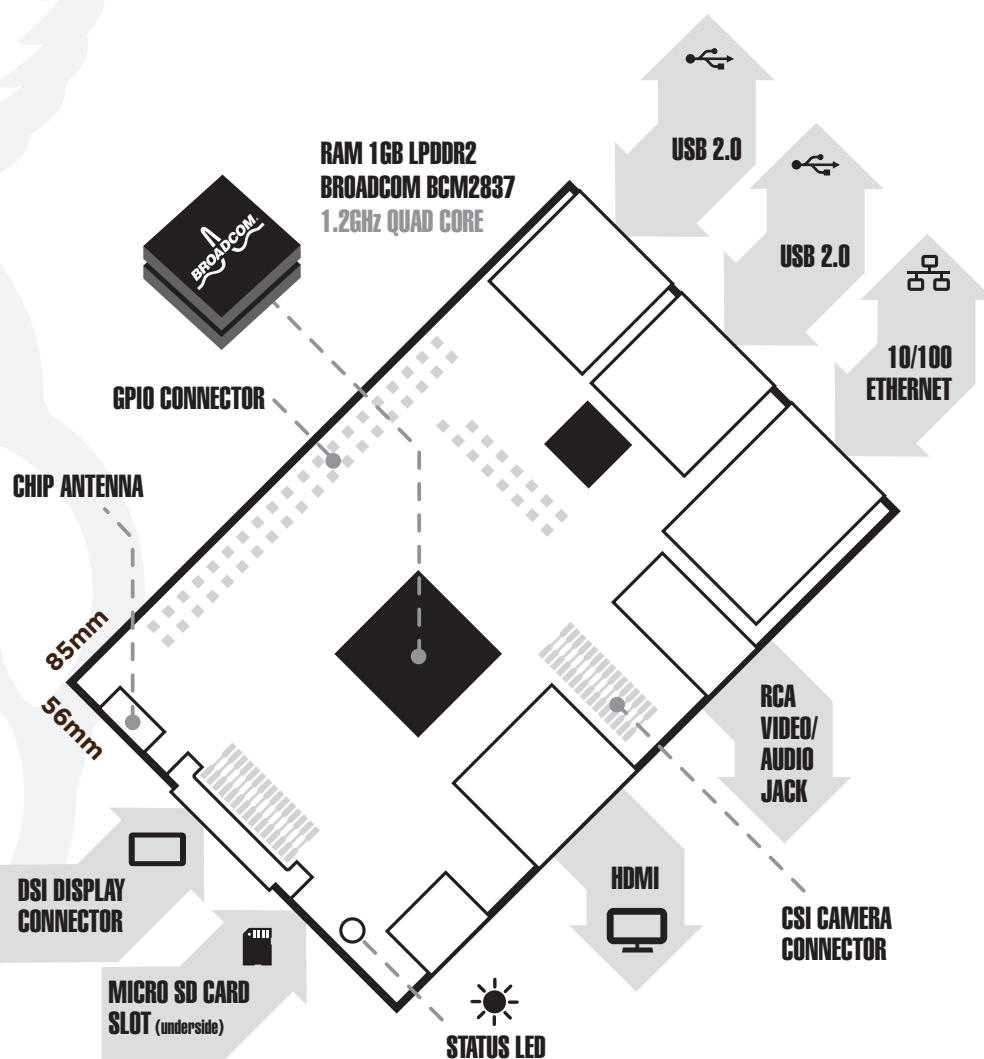 USB 2.0
RAM 1GB LPDDR2
BROADCOM BCM2837
1.2GHz QUAD CORE
BROADCOM®
USB 2.0
10/100
ETHERNET
GPIO CONNECTOR
CHIP ANTENNA
85mm
56mm
RCA
VIDEO/
AUDIO
JACK
DSI DISPLAY
CONNECTOR
HDMI
CSI CAMERA
CONNECTOR
MICRO SD CARD
SLOT (underside)
STATUS LED